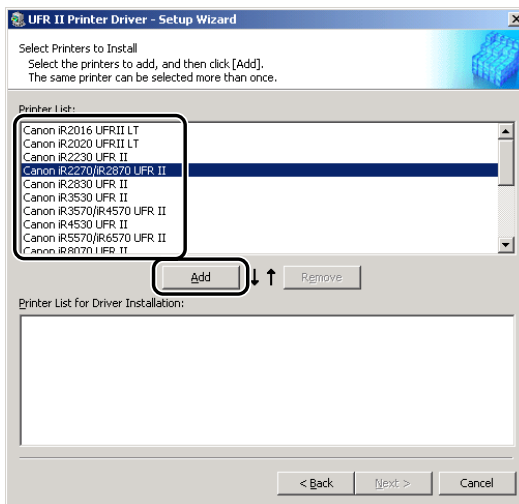 UFR II Printer Driver - Setup Wizard
Select Printers to Install
Select the printers to add, and then click [Add].
The same printer can be selected more than once.
Printer List:
Canon iR2016 UFRII LT
Canon iR2020 UFRII LT
Canon iR2230 UFR II
Canon iR2270/iR2870 UFR II
Canon iR2830 UFR II
Canon iR3530 UFR II
Canon iR3570/iR4570 UFR II
Canon iR4530 UFR II
Canon iR5570/iR6570 UFR II
Canon iR8070 UFR II
Add
Remove
Printer List for Driver Installation:
< Back
Next >
Cancel